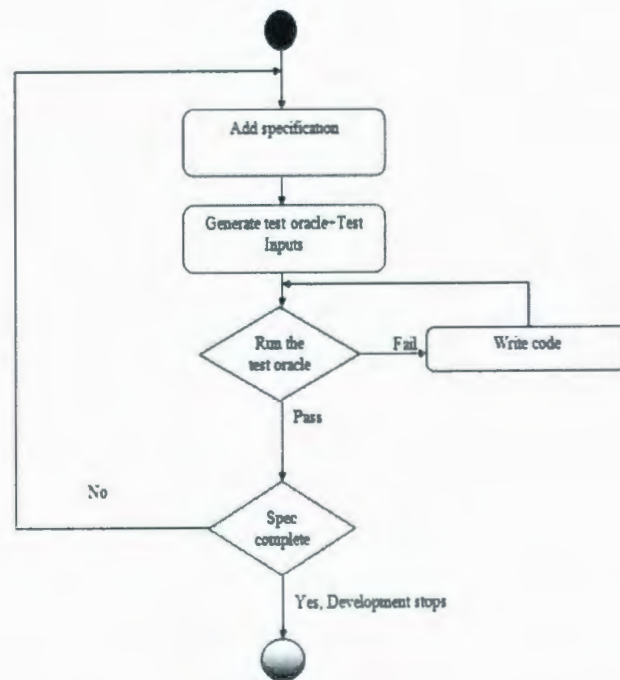 Add specification
Generate test oracle+Test
Inputs
Run the
test oracle
Fail
Write code
Pass
No
Spec
complete
Yes, Development stops